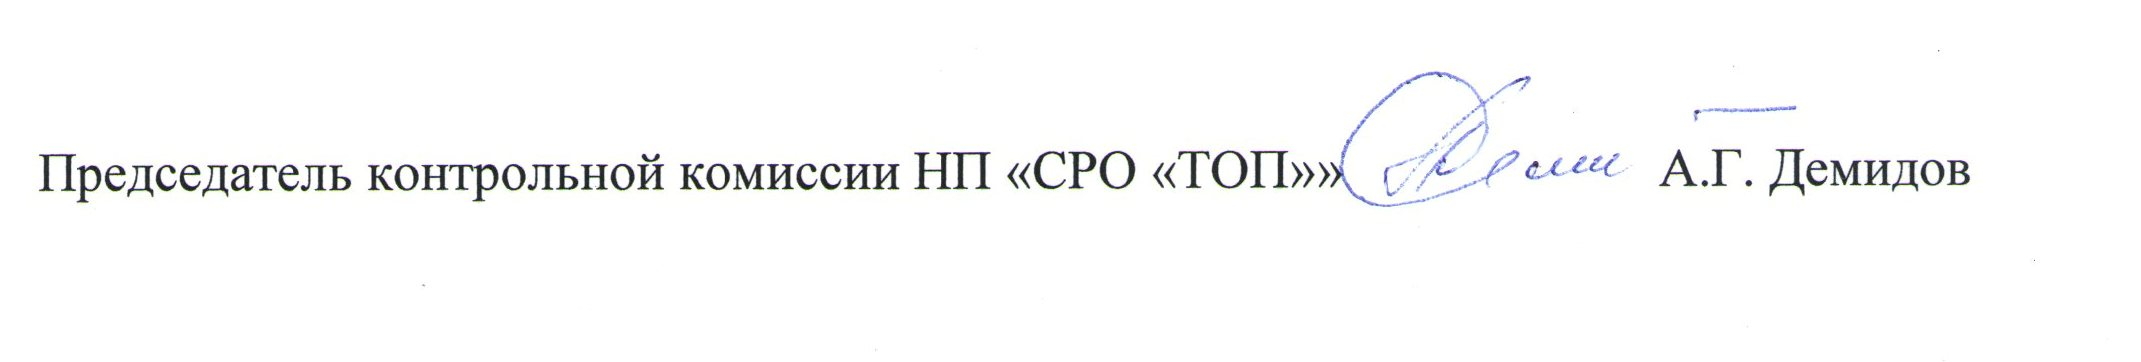 Председатель контрольной комиссии НП «СРО «ТОП»» А.Г. Демидов